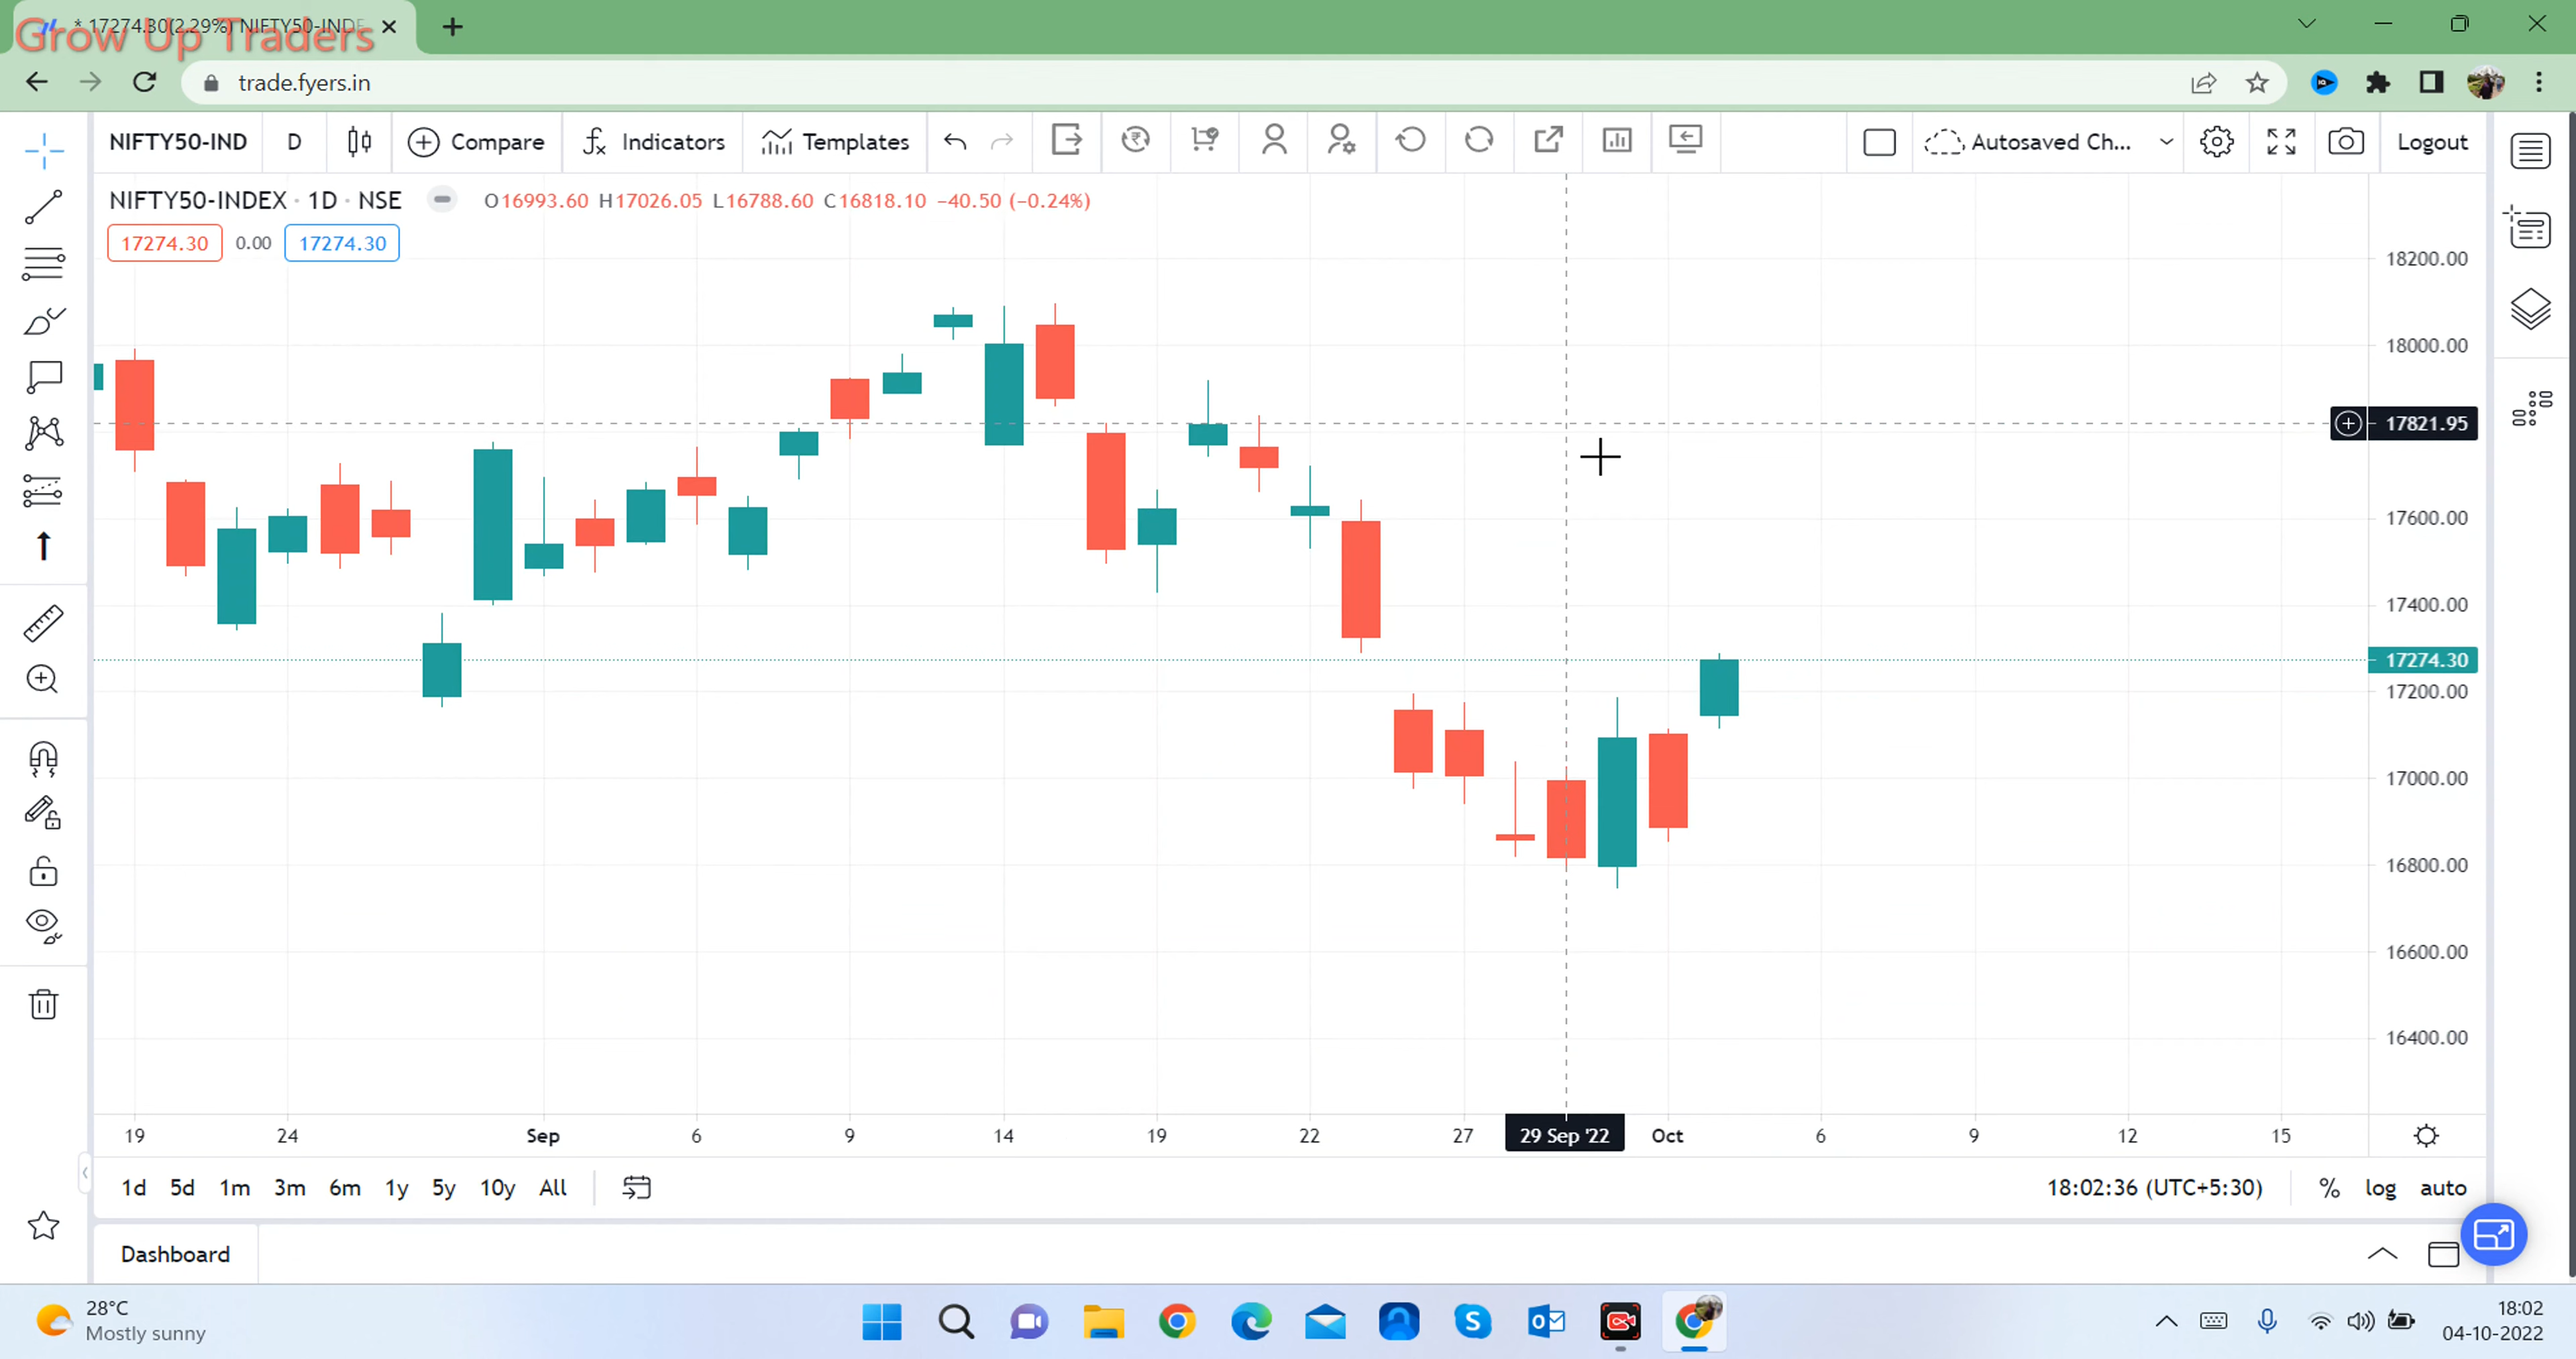 * 17274.30(2.29%) NIFTY50-INDE
Grow Up Traders
trade.fyers.in
NIFTY50-IND D Compare Indicators Templates Autosaved Ch... Logout
NIFTY50-INDEX · 1D · NSE O16993.60 H17026.05 L16788.60 C16818.10 −40.50 (−0.24%)
17274.30 0.00 17274.30
18200.00
18000.00
17821.95
17600.00
17400.00
17274.30
17200.00
17000.00
16800.00
16600.00
16400.00
19 24 Sep 6 9 14 19 22 27 29 Sep '22 Oct 6 9 12 15
1d 5d 1m 3m 6m 1y 5y 10y All 18:02:36 (UTC+5:30) % log auto
Dashboard
28°C
Mostly sunny
18:02
04-10-2022